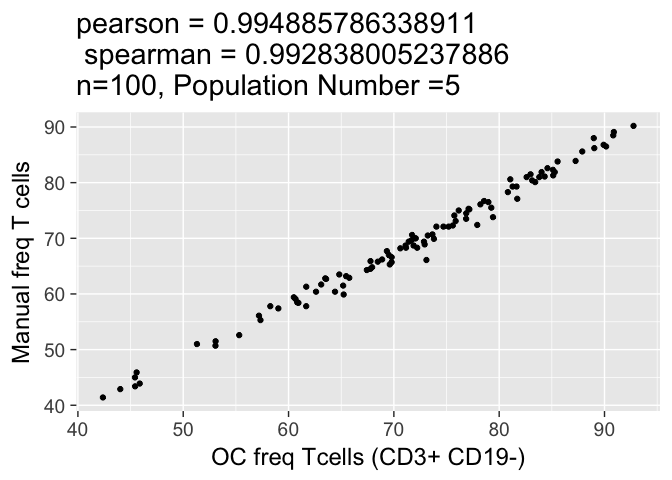 pearson = 0.994885786338911
spearman = 0.992838005237886
n=100, Population Number =5
90
80
70
60
50
40
Manual freq T cells
40 50 60 70 80 90
OC freq Tcells (CD3+ CD19-)